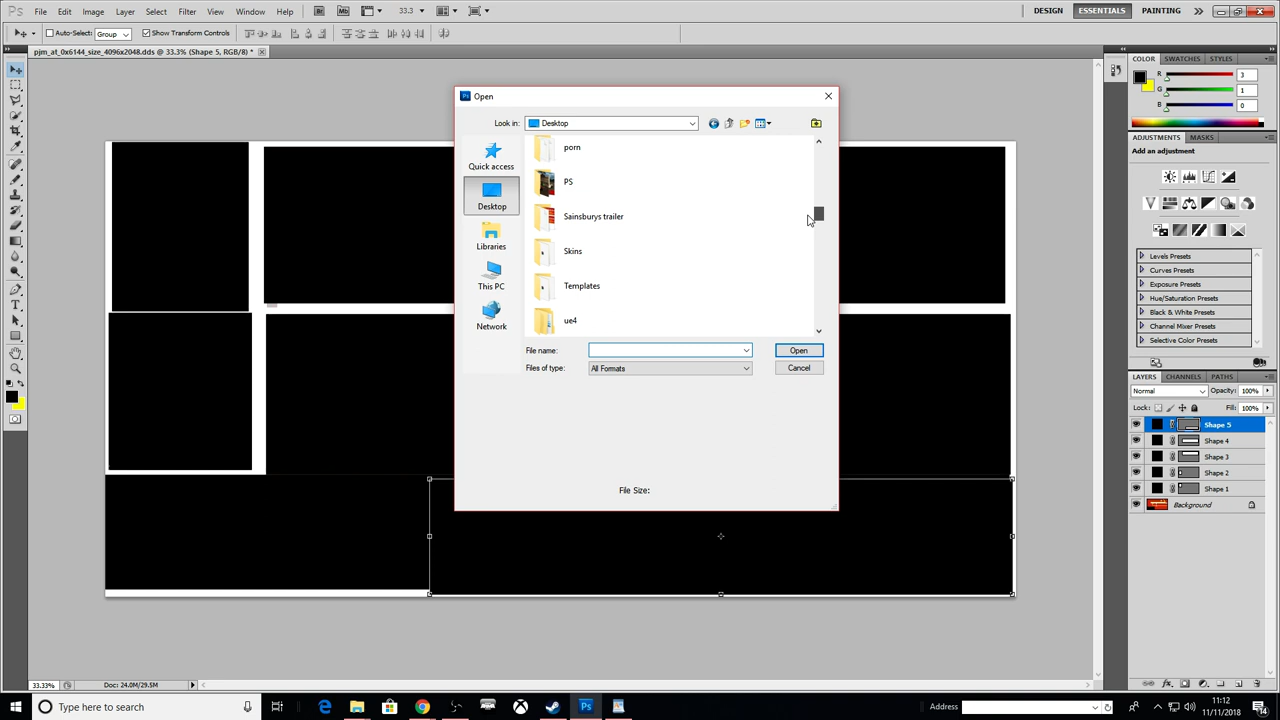 Ps File Edit Image Layer Select Filter View Window Help Br Mb 33.3 DESIGN ESSENTIALS PAINTING
Auto-Select: Group Show Transform Controls
pjm_at_0x6144_size_4096x2048.dds @ 33.3% (Shape 5, RGB/8) *
Ps Open
Look in: Desktop
Quick access
Desktop
Libraries
This PC
Network
porn
PS
Sainsburys trailer
Skins
Templates
ue4
File name: Open
Files of type: All Formats Cancel
File Size:
COLOR SWATCHES STYLES
R 3
G 1
B 0
ADJUSTMENTS MASKS
Add an adjustment
Levels Presets
Curves Presets
Exposure Presets
Hue/Saturation Presets
Black & White Presets
Channel Mixer Presets
Selective Color Presets
LAYERS CHANNELS PATHS
Normal Opacity: 100%
Lock: Fill: 100%
Shape 5
Shape 4
Shape 3
Shape 2
Shape 1
Background
33.33% Doc: 24.0M/29.5M
Type here to search Ps Address 11:12
11/11/2018
14